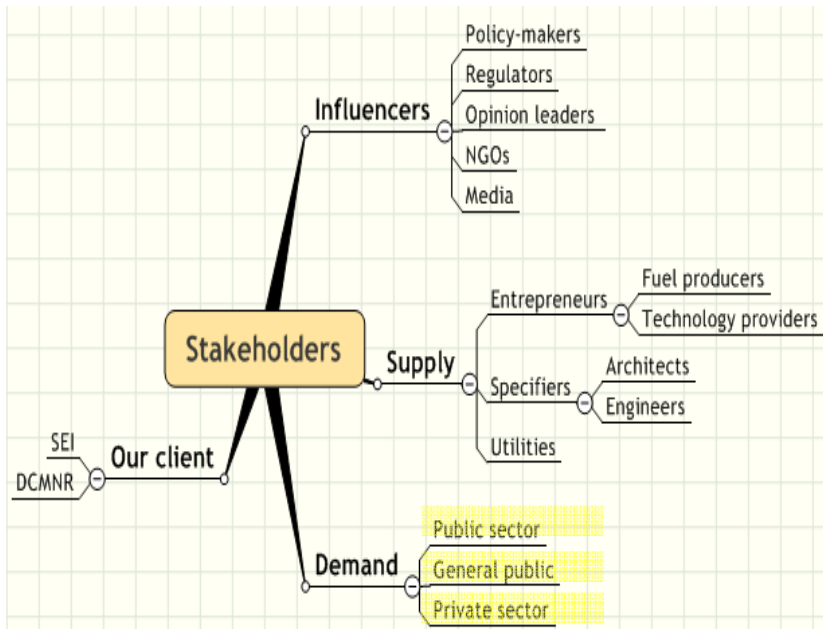 Policy-makers
Regulators
Influencers
Opinion leaders
NGOs
Media
Fuel producers
Entrepreneurs
Technology providers
Stakeholders
Supply
Architects
Specifiers
Engineers
Utilities
SEI
Our client
DCMNR
Public sector
Demand
General public
Private sector